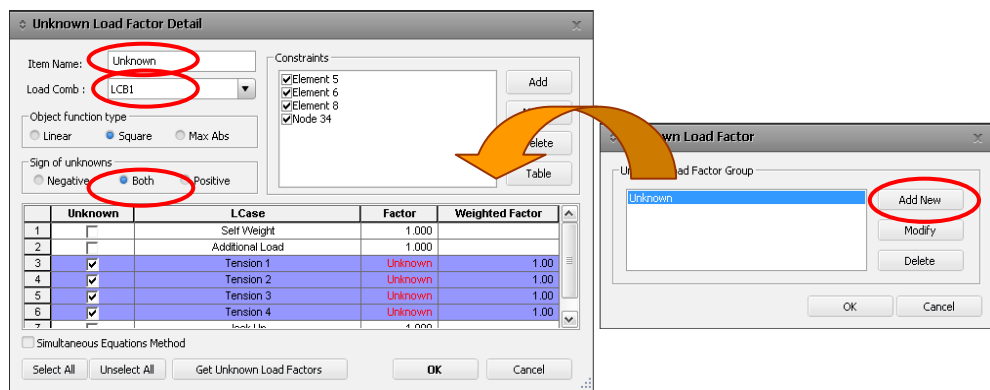 Unknown Load Factor Detail
Item Name: Unknown
Load Comb : LCB1
Object function type
Linear Square Max Abs
Sign of unknowns
Negative Both Positive
Constraints
Element 5
Element 6
Element 8
Node 34
Add
Table
Unknown LCase Factor Weighted Factor
1 Self Weight 1.000
2 Additional Load 1.000
3 Tension 1 Unknown 1.00
4 Tension 2 Unknown 1.00
5 Tension 3 Unknown 1.00
6 Tension 4 Unknown 1.00
7 Jack Up 1.000
Simultaneous Equations Method
Select All Unselect All Get Unknown Load Factors OK Cancel
Load Factor
Load Factor Group
Unknown
Add New
Modify
Delete
OK Cancel